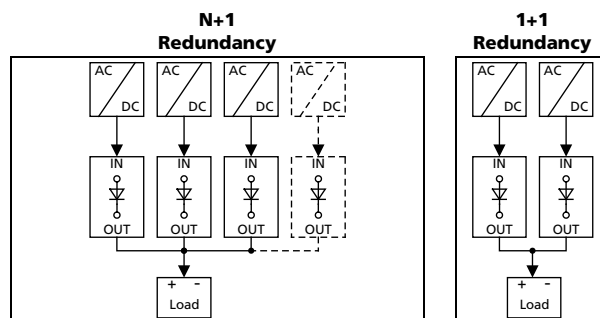 N+1
Redundancy
1+1
Redundancy
AC
DC
AC
DC
AC
DC
AC
DC
AC
DC
AC
DC
IN
IN
IN
IN
IN
IN
OUT
OUT
OUT
OUT
OUT
OUT
+ -
Load
+ -
Load